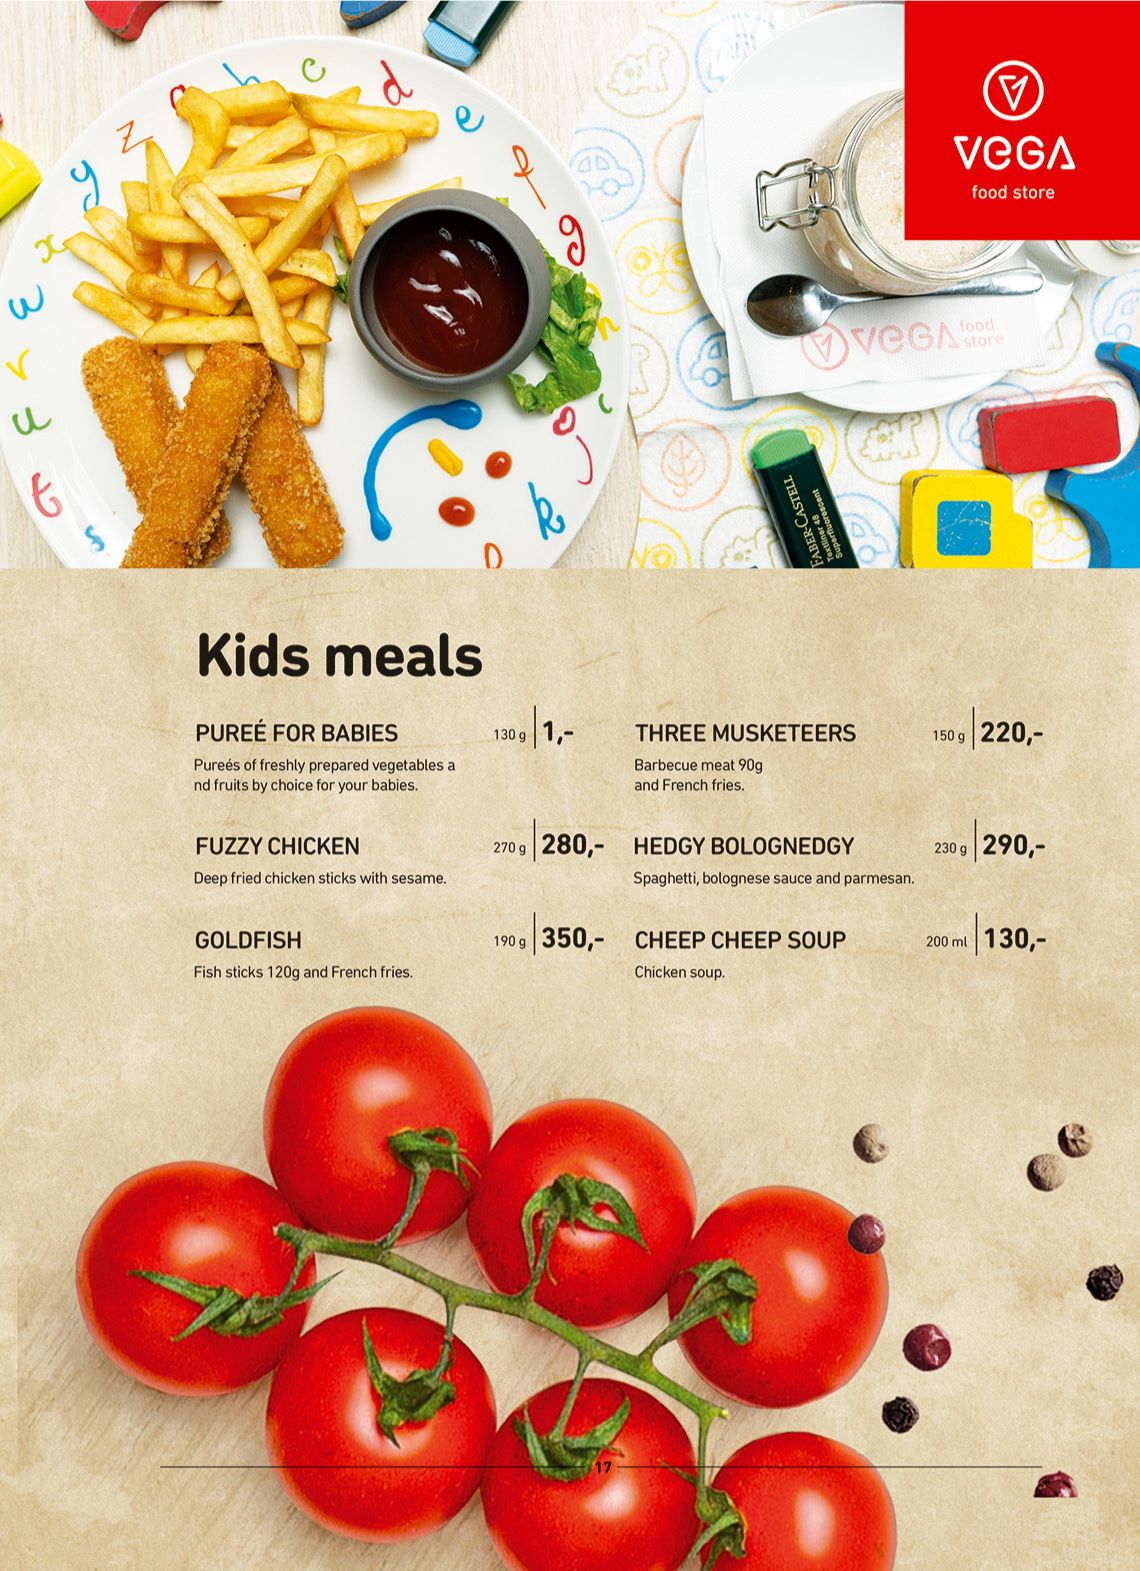 VEGA
food store
a
b
c
d
e
f
g
z
y
x
w
v
u
t
s
k
VEGA food
store
FABER-CASTELL
Textliner 48
Superfluorescent
Kids meals
PUREÉ FOR BABIES 130 g 1,-
Pureés of freshly prepared vegetables a
nd fruits by choice for your babies.
FUZZY CHICKEN 270 g 280,-
Deep fried chicken sticks with sesame.
GOLDFISH 190 g 350,-
Fish sticks 120g and French fries.
THREE MUSKETEERS 150 g 220,-
Barbecue meat 90g
and French fries.
HEDGY BOLOGNEDGY 230 g 290,-
Spaghetti, bolognese sauce and parmesan.
CHEEP CHEEP SOUP 200 ml 130,-
Chicken soup.
17